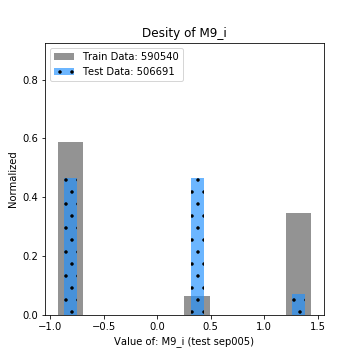 Desity of M9_i
Train Data: 590540
Test Data: 506691
Normalized
0.8
0.6
0.4
0.2
0.0
−1.0 −0.5 0.0 0.5 1.0 1.5
Value of: M9_i (test sep005)